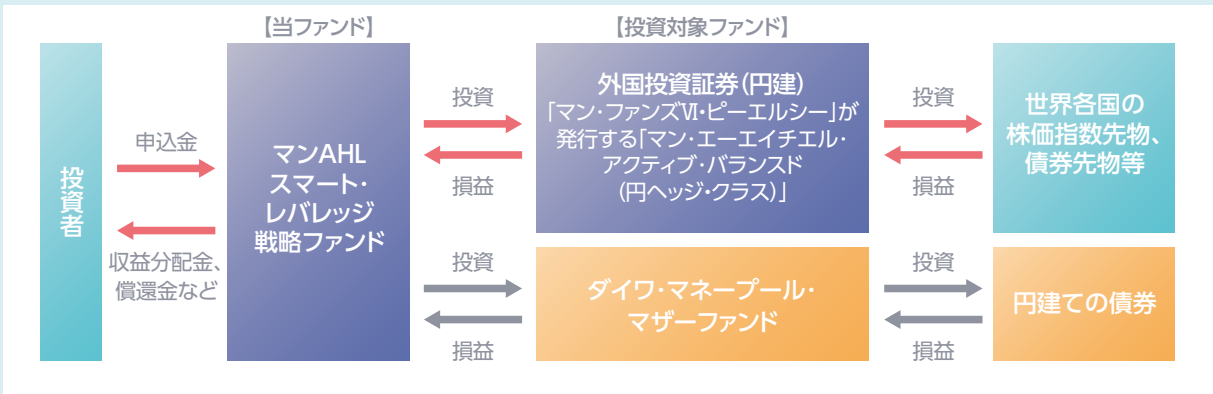 【当ファンド】
【投資対象ファンド】
投資者
申込金
収益分配金、
償還金など
マンAHL
スマート・
レバレッジ
戦略ファンド
投資
損益
外国投資証券(円建)
「マン・ファンズⅥ・ピーエルシー」が
発行する「マン・エーエイチエル・
アクティブ・バランスド
(円ヘッジ・クラス)」
投資
損益
世界各国の
株価指数先物、
債券先物等
投資
損益
ダイワ・マネープール・
マザーファンド
投資
損益
円建ての債券